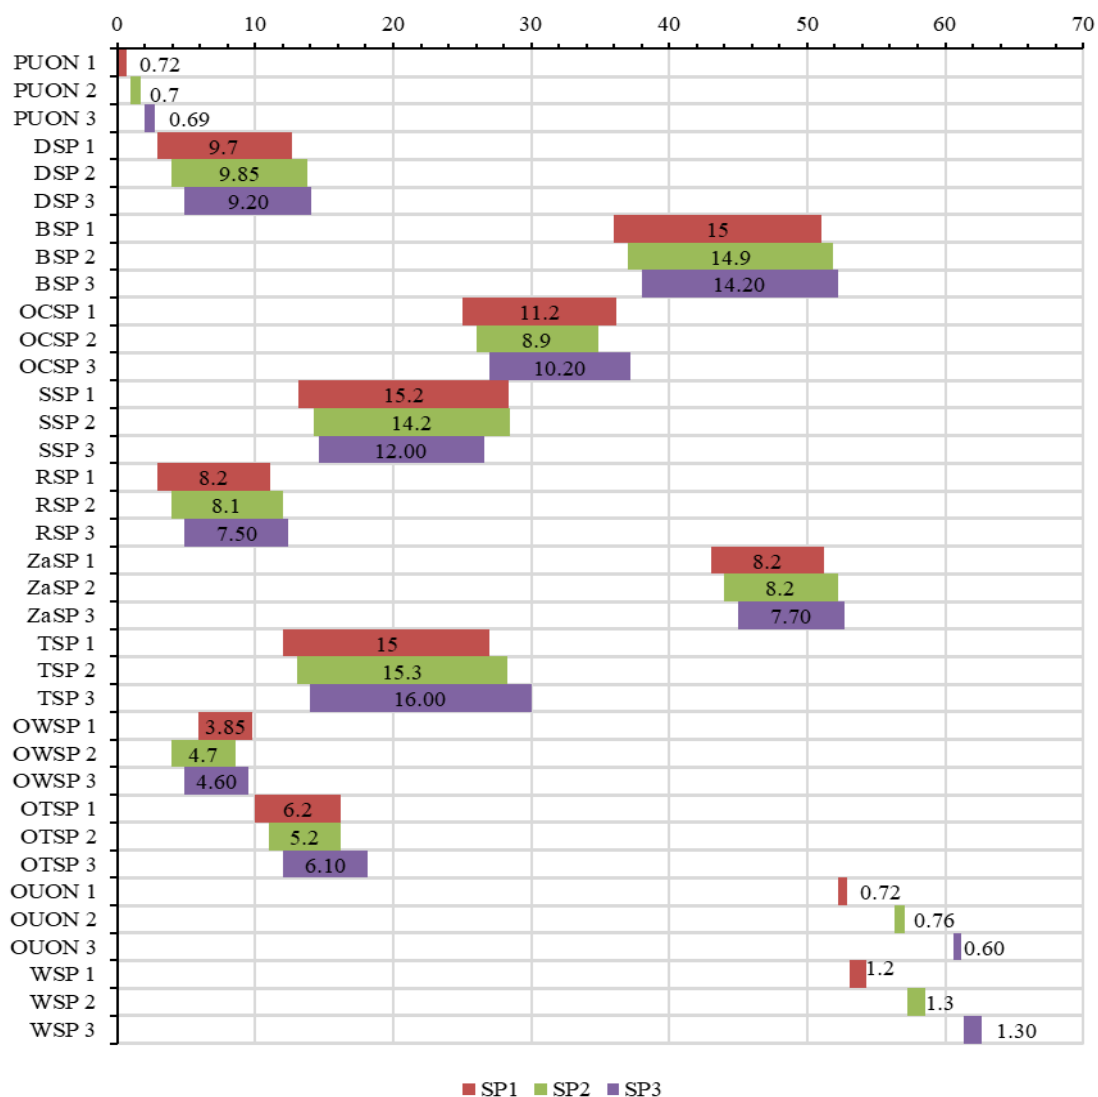 0 10 20 30 40 50 60 70
PUON 1 0.72
PUON 2 0.7
PUON 3 0.69
DSP 1 9.7
DSP 2 9.85
DSP 3 9.20
BSP 1 15
BSP 2 14.9
BSP 3 14.20
OCSP 1 11.2
OCSP 2 8.9
OCSP 3 10.20
SSP 1 15.2
SSP 2 14.2
SSP 3 12.00
RSP 1 8.2
RSP 2 8.1
RSP 3 7.50
ZaSP 1 8.2
ZaSP 2 8.2
ZaSP 3 7.70
TSP 1 15
TSP 2 15.3
TSP 3 16.00
OWSP 1 3.85
OWSP 2 4.7
OWSP 3 4.60
OTSP 1 6.2
OTSP 2 5.2
OTSP 3 6.10
OUON 1 0.72
OUON 2 0.76
OUON 3 0.60
WSP 1 1.2
WSP 2 1.3
WSP 3 1.30
SP1 SP2 SP3